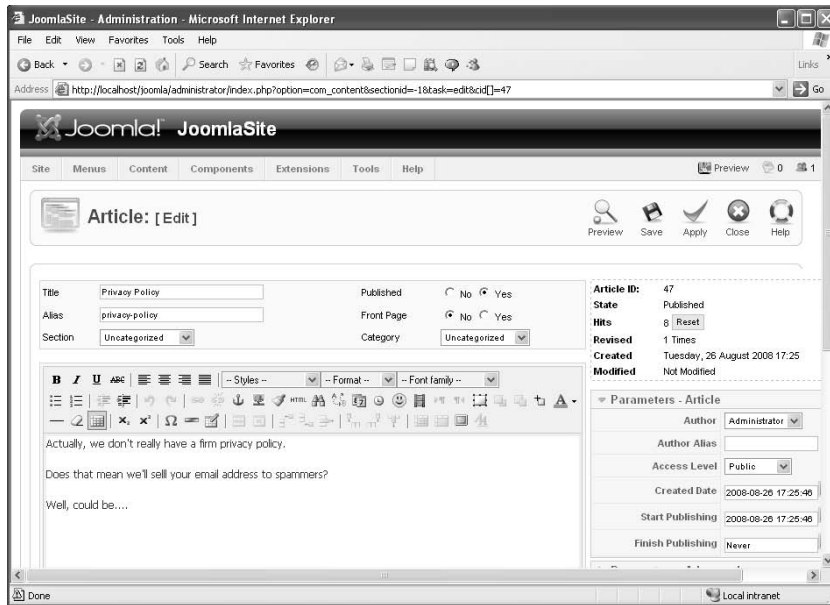 JoomlaSite - Administration - Microsoft Internet Explorer
File Edit View Favorites Tools Help
Back Search Favorites Links
Address http://localhost/joomla/administrator/index.php?option=com_content&sectionid=-1&task=edit&cid[]=47 Go
Joomla! JoomlaSite
Site Menus Content Components Extensions Tools Help Preview 0 1
Article: [Edit] Preview Save Apply Close Help
Title Privacy Policy Published No Yes
Alias privacy-policy Front Page No Yes
Section Uncategorized Category Uncategorized
Article ID: 47
State Published
Hits 8 Reset
Revised 1 Times
Created Tuesday, 26 August 2008 17:25
Modified Not Modified
B I U ABC -- Styles -- -- Format -- -- Font family --
HTML A
X₂ X² Ω
Actually, we don't really have a firm privacy policy.
Does that mean we'll sell your email address to spammers?
Well, could be....
Parameters - Article
Author Administrator
Author Alias
Access Level Public
Created Date 2008-08-26 17:25:46
Start Publishing 2008-08-26 17:25:46
Finish Publishing Never
Done Local intranet